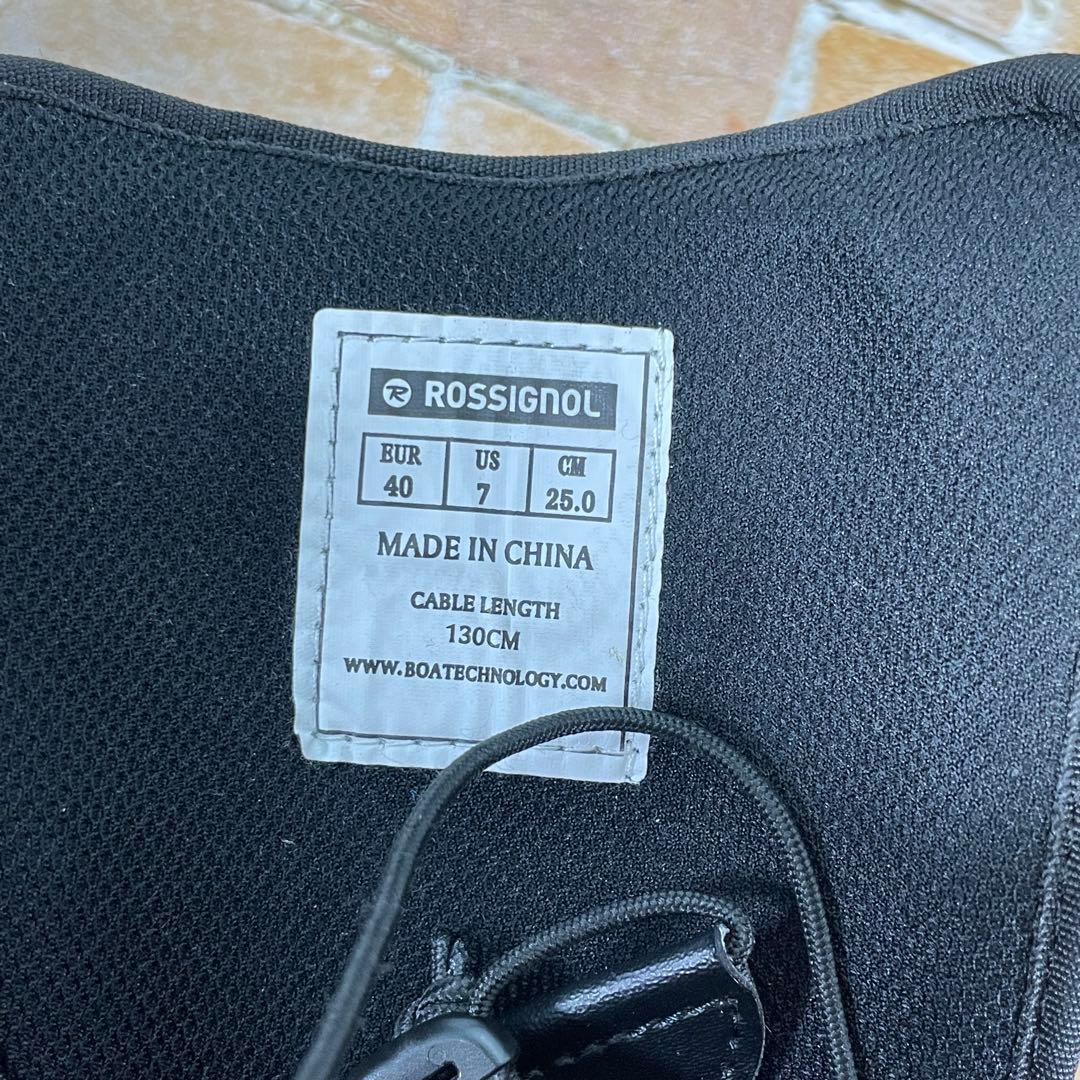 R ROSSIGNOL
EUR US CM
40 7 25.0
MADE IN CHINA
CABLE LENGTH
130CM
WWW.BOATECHNOLOGY.COM